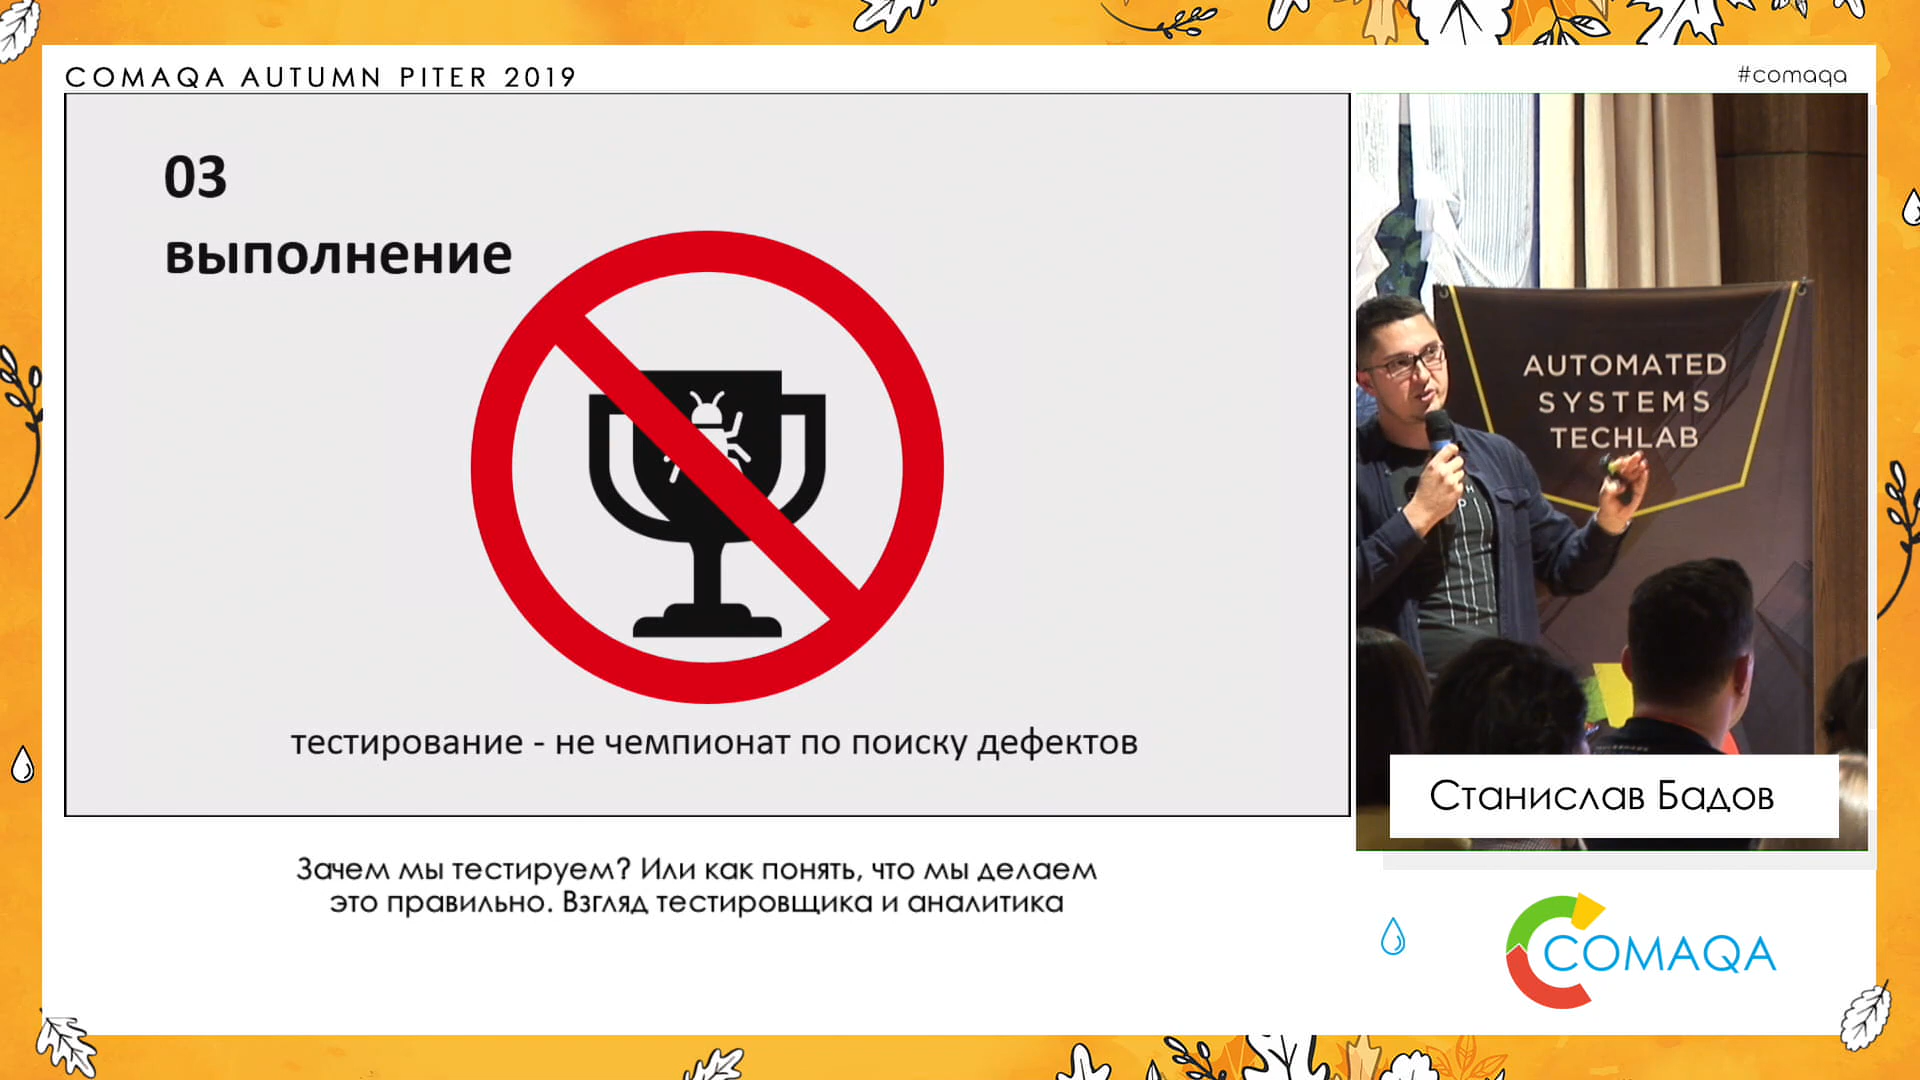 COMAQA AUTUMN PITER 2019
#comaqa
03
выполнение
тестирование - не чемпионат по поиску дефектов
AUTOMATED
SYSTEMS
TECHLAB
Станислав Бадов
Зачем мы тестируем? Или как понять, что мы делаем
это правильно. Взгляд тестировщика и аналитика
COMAQA